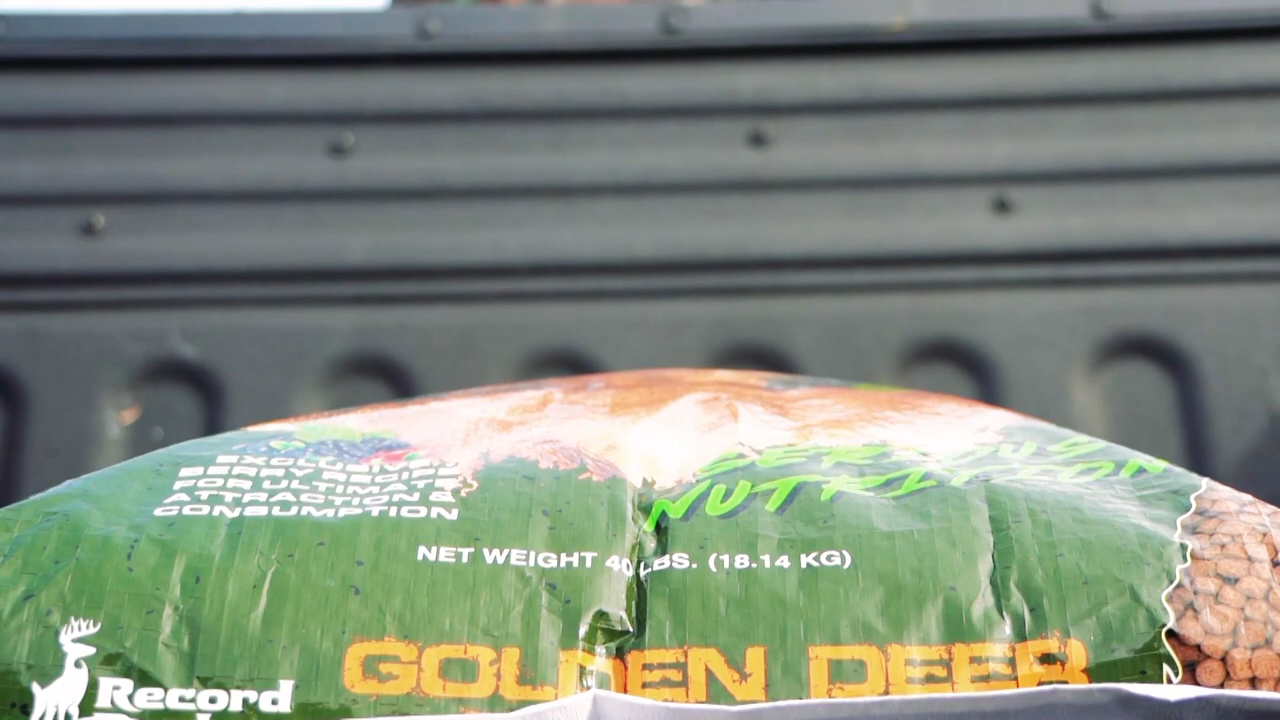 EXCLUSIVE
BERRY RECIPE
FOR ULTIMATE
ATTRACTION &
CONSUMPTION
SERIOUS
NUTRITION
NET WEIGHT 40 LBS. (18.14 KG)
GOLDEN DEER
Record